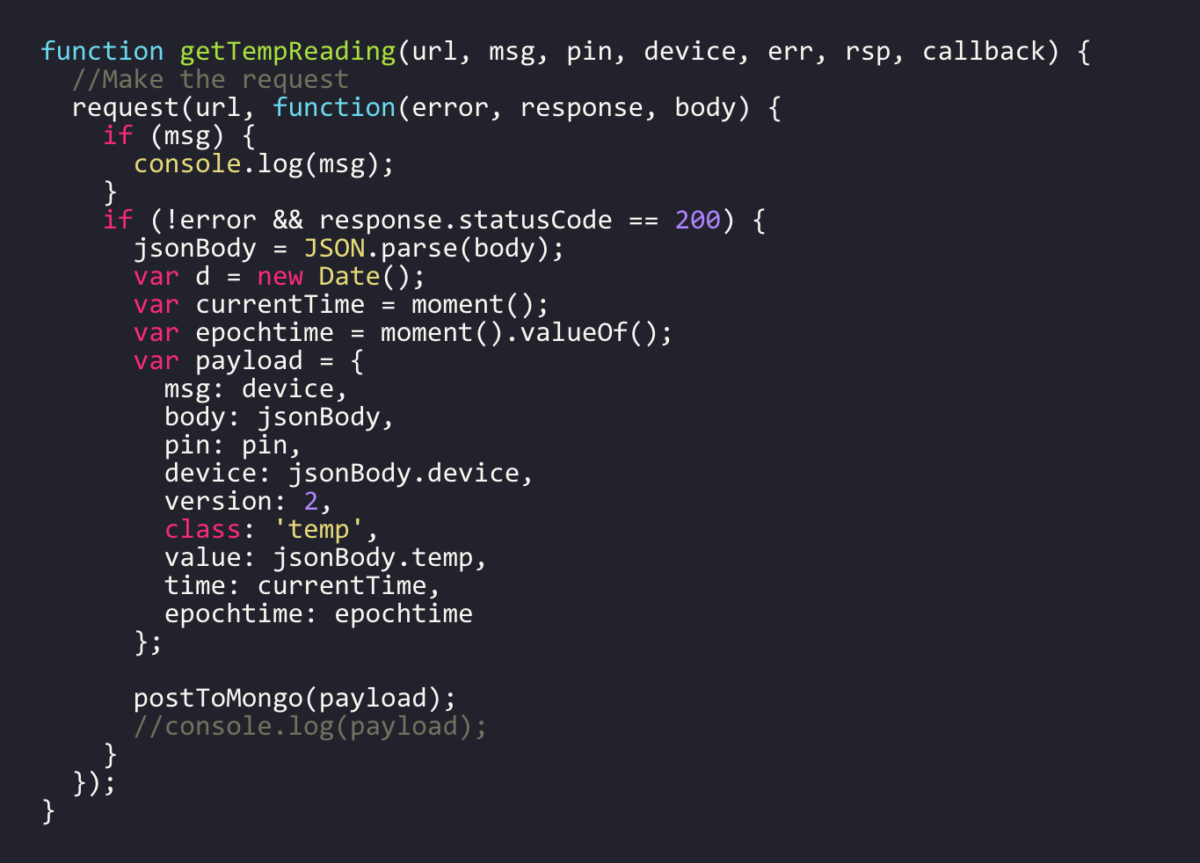 function getTempReading(url, msg, pin, device, err, rsp, callback) {
  //Make the request
  request(url, function(error, response, body) {
    if (msg) {
      console.log(msg);
    }
    if (!error && response.statusCode == 200) {
      jsonBody = JSON.parse(body);
      var d = new Date();
      var currentTime = moment();
      var epochtime = moment().valueOf();
      var payload = {
        msg: device,
        body: jsonBody,
        pin: pin,
        device: jsonBody.device,
        version: 2,
        class: 'temp',
        value: jsonBody.temp,
        time: currentTime,
        epochtime: epochtime
      };

      postToMongo(payload);
      //console.log(payload);
    }
  });
}